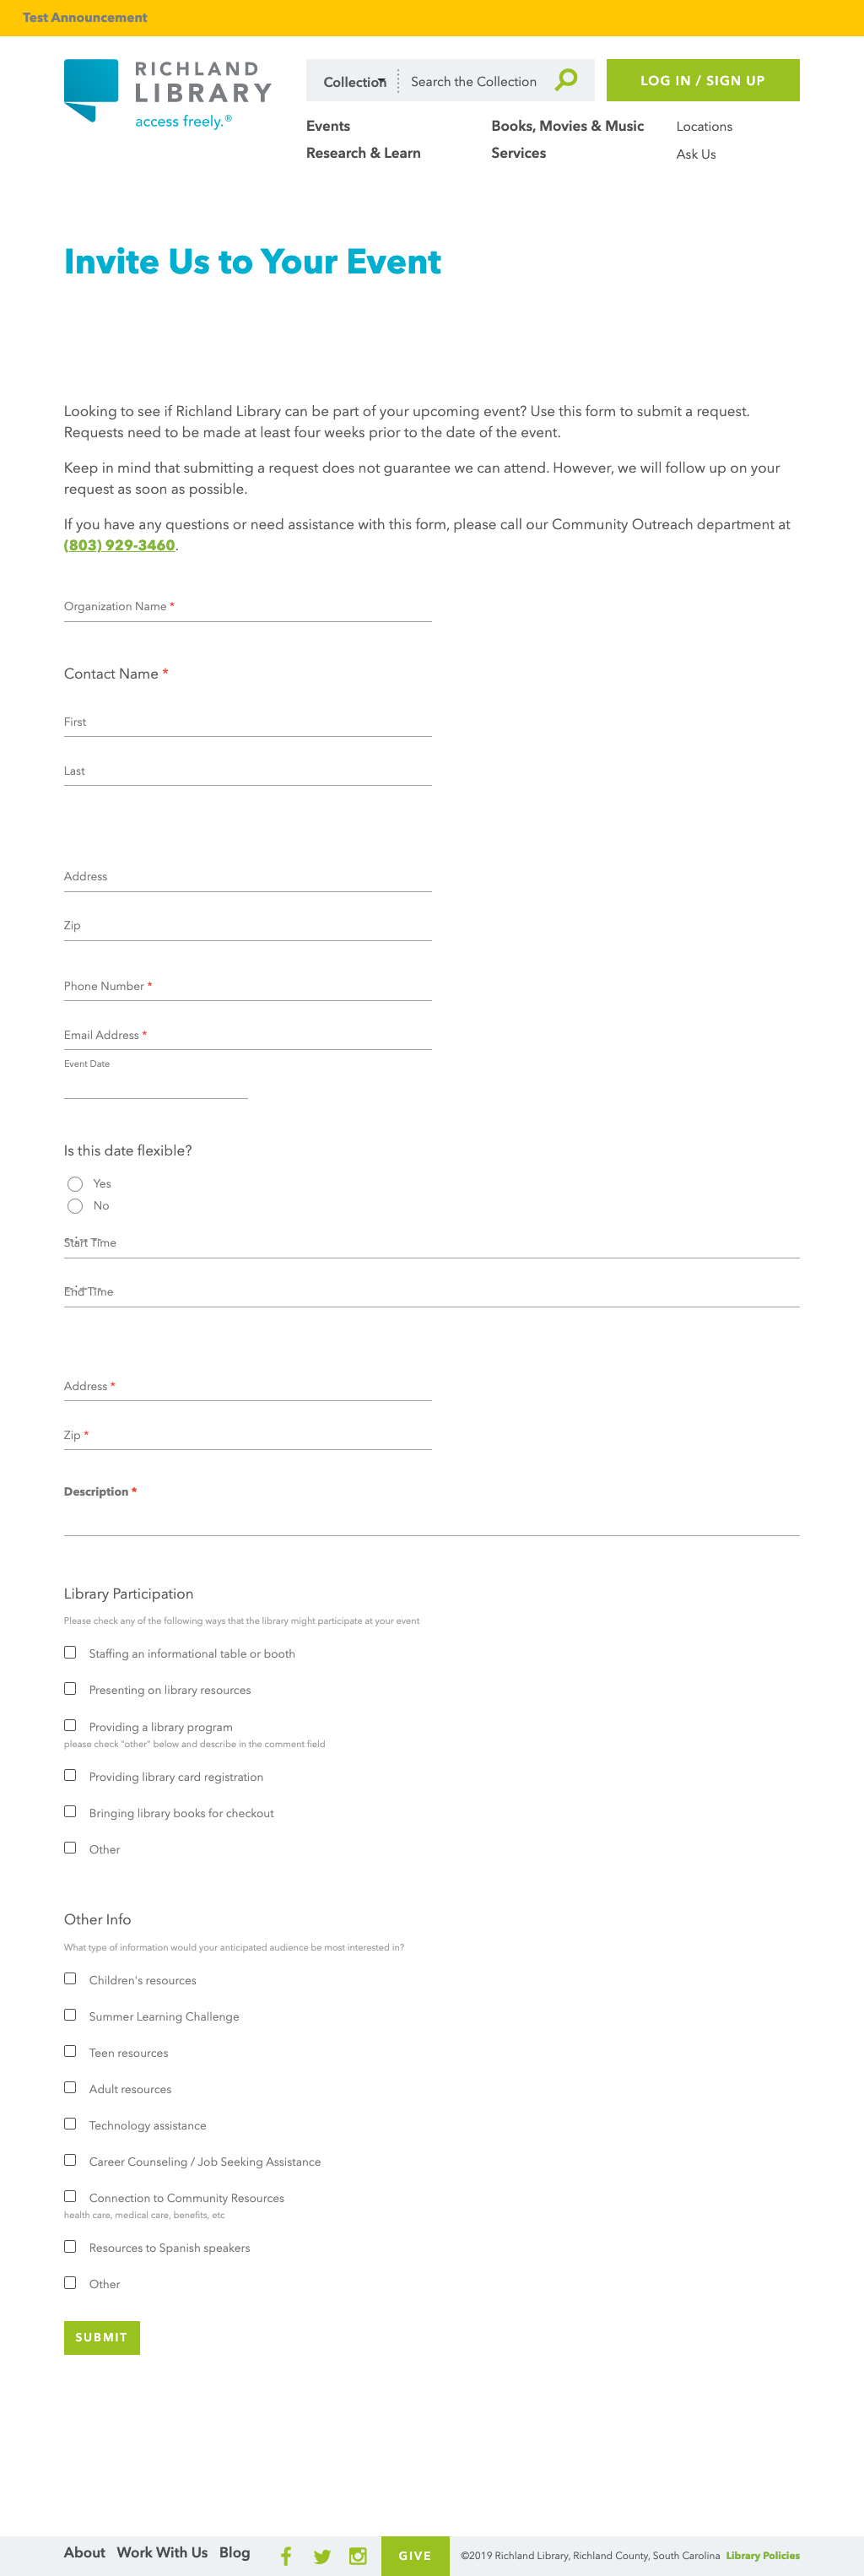 Test Announcement
RICHLAND
LIBRARY
access freely.®
Collection
Search the Collection
LOG IN / SIGN UP
Events
Books, Movies & Music
Locations
Research & Learn
Services
Ask Us
Invite Us to Your Event
Looking to see if Richland Library can be part of your upcoming event? Use this form to submit a request.
Requests need to be made at least four weeks prior to the date of the event.
Keep in mind that submitting a request does not guarantee we can attend. However, we will follow up on your
request as soon as possible.
If you have any questions or need assistance with this form, please call our Community Outreach department at
(803) 929-3460.
Organization Name *
Contact Name *
First
Last
Address
Zip
Phone Number *
Email Address *
Event Date
Is this date flexible?
Yes
No
Start Time
End Time
Address *
Zip *
Description *
Library Participation
Please check any of the following ways that the library might participate at your event
Staffing an informational table or booth
Presenting on library resources
Providing a library program
please check "other" below and describe in the comment field
Providing library card registration
Bringing library books for checkout
Other
Other Info
What type of information would your anticipated audience be most interested in?
Children's resources
Summer Learning Challenge
Teen resources
Adult resources
Technology assistance
Career Counseling / Job Seeking Assistance
Connection to Community Resources
health care, medical care, benefits, etc
Resources to Spanish speakers
Other
SUBMIT
About Work With Us Blog
GIVE
©2019 Richland Library, Richland County, South Carolina Library Policies